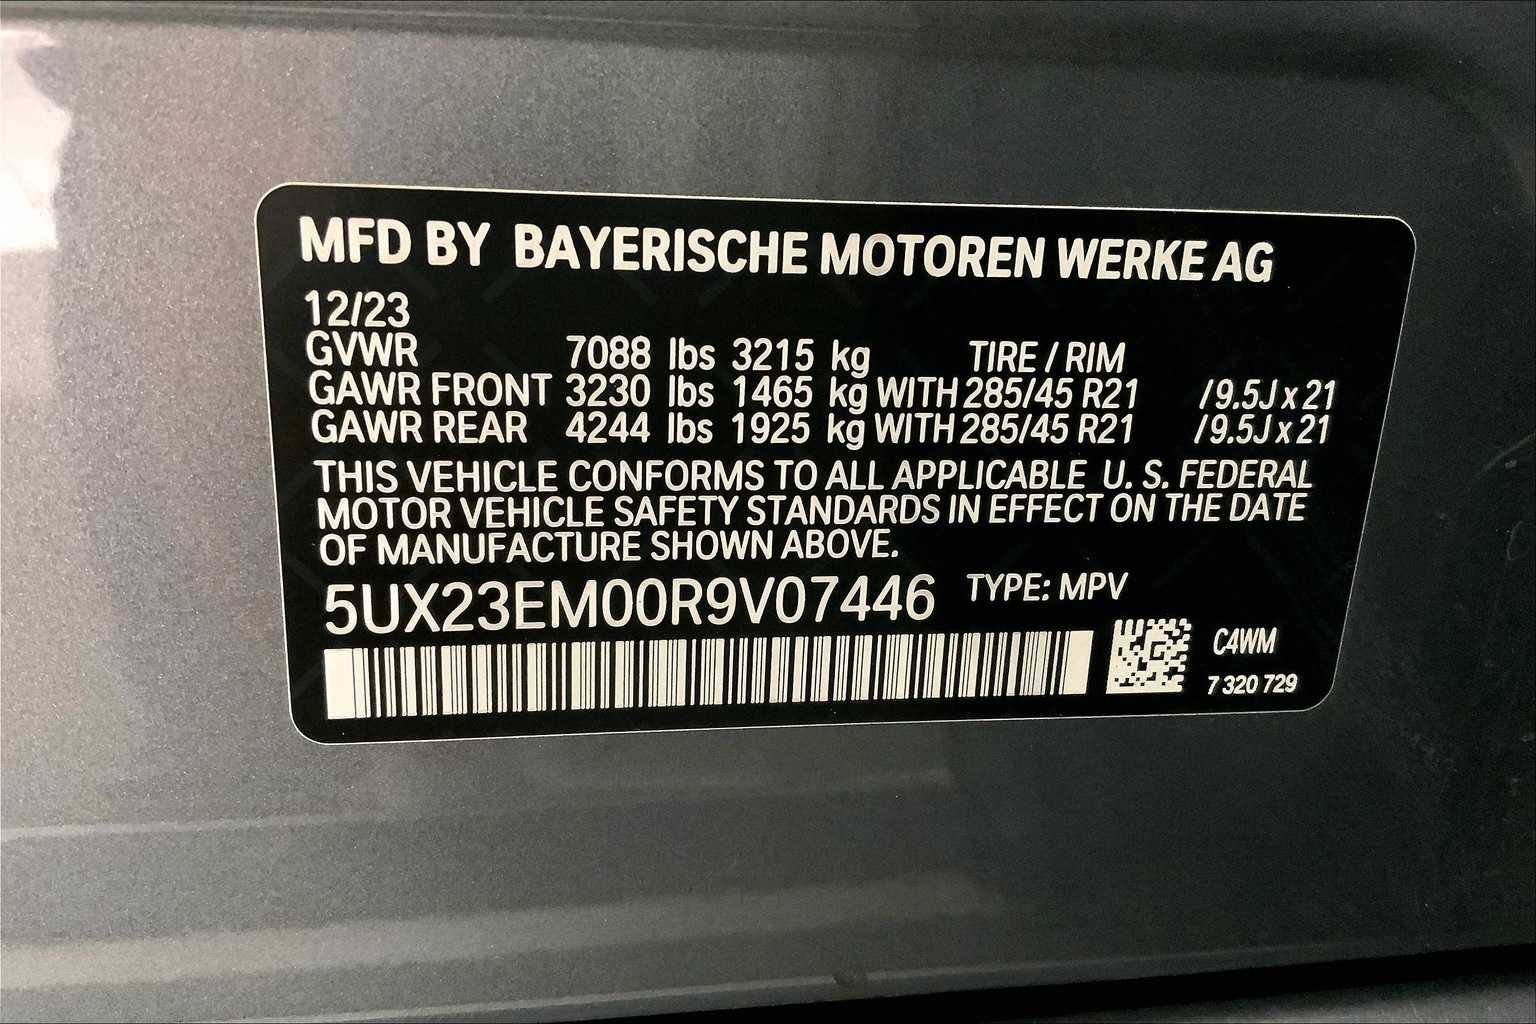 MFD BY BAYERISCHE MOTOREN WERKE AG
12/23
GVWR 7088 lbs 3215 kg TIRE / RIM
GAWR FRONT 3230 lbs 1465 kg WITH 285/45 R21 / 9.5J x 21
GAWR REAR 4244 lbs 1925 kg WITH 285/45 R21 / 9.5J x 21
THIS VEHICLE CONFORMS TO ALL APPLICABLE U. S. FEDERAL
MOTOR VEHICLE SAFETY STANDARDS IN EFFECT ON THE DATE
OF MANUFACTURE SHOWN ABOVE.
5UX23EM00R9V07446 TYPE: MPV
C4WM
7 320 729